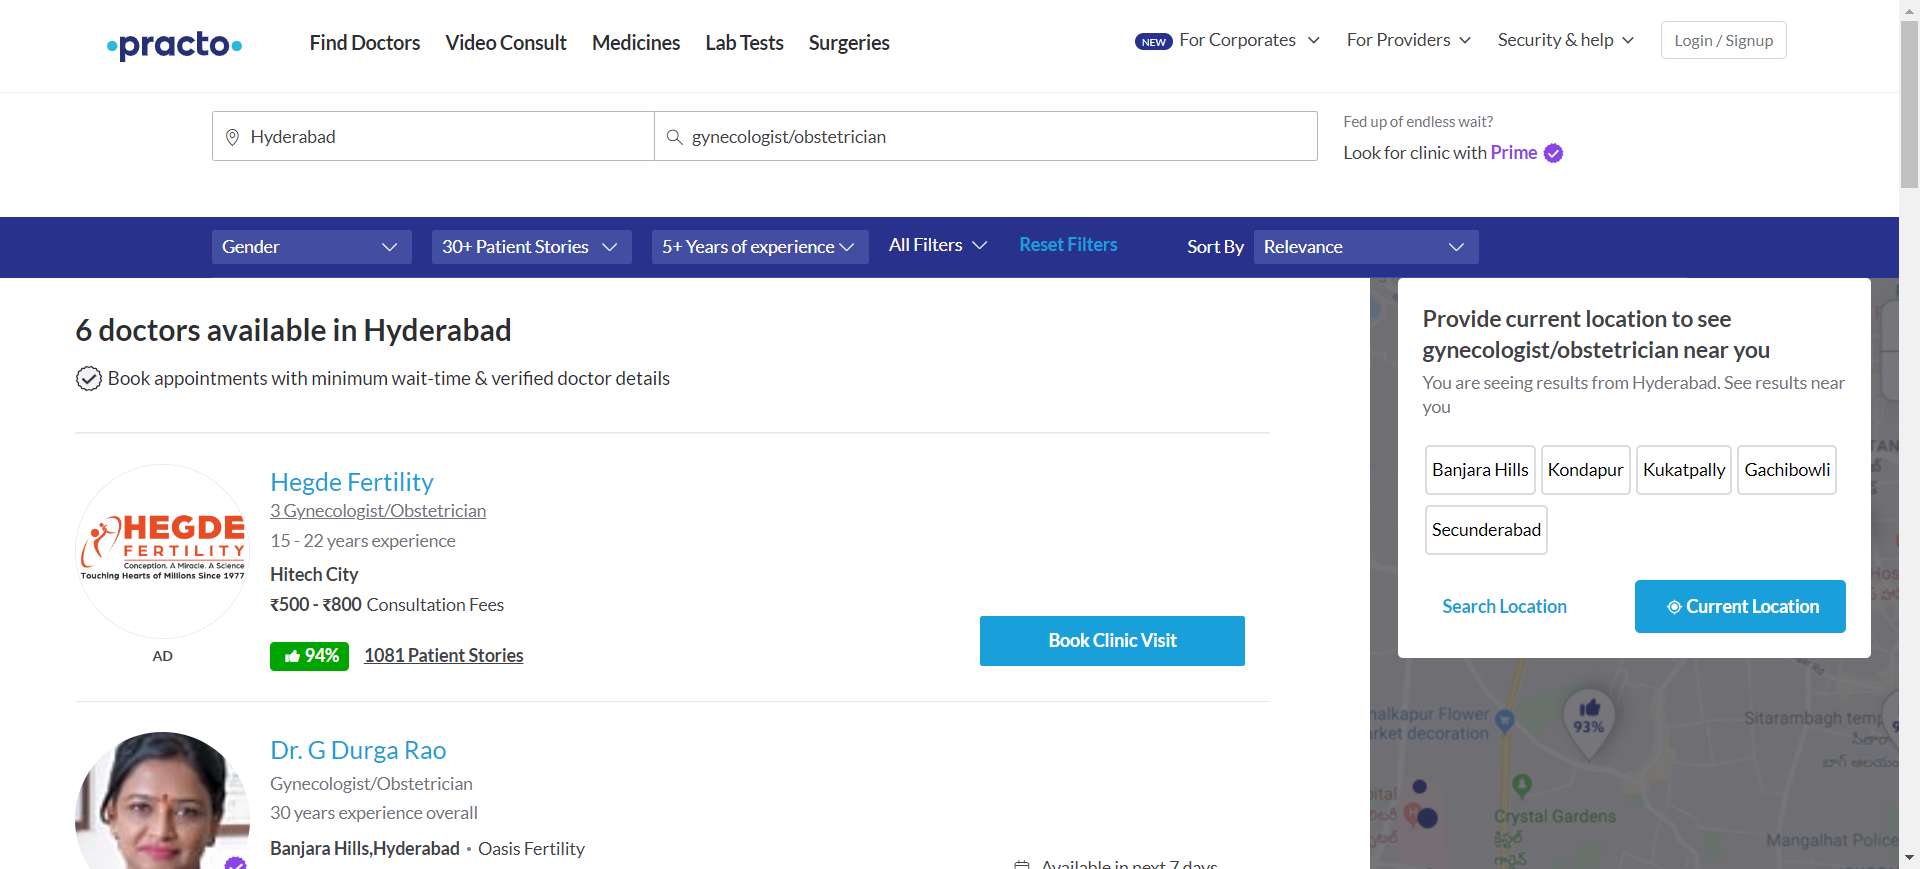 practo
Find Doctors
Video Consult
Medicines
Lab Tests
Surgeries
NEW For Corporates
For Providers
Security & help
Login / Signup
Hyderabad
gynecologist/obstetrician
Fed up of endless wait?
Look for clinic with Prime
Gender
30+ Patient Stories
5+ Years of experience
All Filters
Reset Filters
Sort By
Relevance
6 doctors available in Hyderabad
Book appointments with minimum wait-time & verified doctor details
HEGDE
FERTILITY
Conception. A Miracle. A Science
Touching Hearts of Millions Since 1977
AD
Hegde Fertility
3 Gynecologist/Obstetrician
15 - 22 years experience
Hitech City
₹500 - ₹800 Consultation Fees
94%
1081 Patient Stories
Book Clinic Visit
Dr. G Durga Rao
Gynecologist/Obstetrician
30 years experience overall
Banjara Hills,Hyderabad • Oasis Fertility
Available in next 7 days
Provide current location to see
gynecologist/obstetrician near you
You are seeing results from Hyderabad. See results near
you
Banjara Hills
Kondapur
Kukatpally
Gachibowli
Secunderabad
Search Location
Current Location
Flower
decoration
93%
Sitarambagh
Crystal Gardens
క్రిస్టల్
గార్డెన్
Mangalhat Police